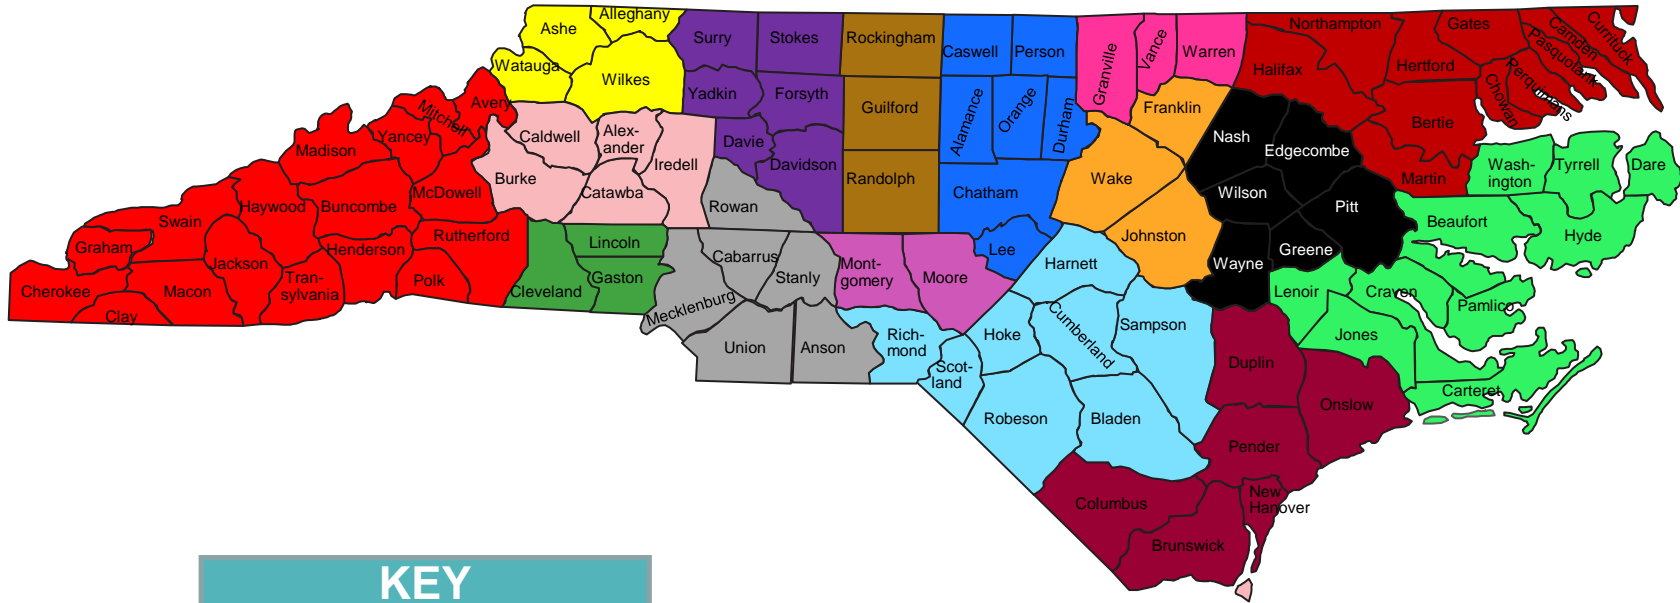 Ashe
Alleghany
Surry
Stokes
Rockingham
Caswell
Person
Granville
Vance
Warren
Northampton
Gates
Camden
Currituck
Pasquotank
Perquimans
Chowan
Halifax
Hertford
Watauga
Wilkes
Yadkin
Forsyth
Guilford
Alamance
Orange
Durham
Franklin
Nash
Edgecombe
Bertie
Avery
Mitchell
Yancey
Madison
Caldwell
Alex-
ander
Iredell
Davie
Davidson
Randolph
Chatham
Wake
Wilson
Martin
Wash-
ington
Tyrrell
Dare
Burke
Catawba
McDowell
Buncombe
Haywood
Swain
Rowan
Pitt
Beaufort
Hyde
Graham
Jackson
Henderson
Rutherford
Lincoln
Cabarrus
Stanly
Mont-
gomery
Moore
Lee
Harnett
Johnston
Wayne
Greene
Cherokee
Clay
Macon
Tran-
sylvania
Polk
Cleveland
Gaston
Mecklenburg
Union
Anson
Rich-
mond
Scot-
land
Hoke
Cumberland
Sampson
Lenoir
Craven
Pamlico
Jones
Duplin
Carteret
Onslow
Robeson
Bladen
Pender
Columbus
New
Hanover
Brunswick
KEY